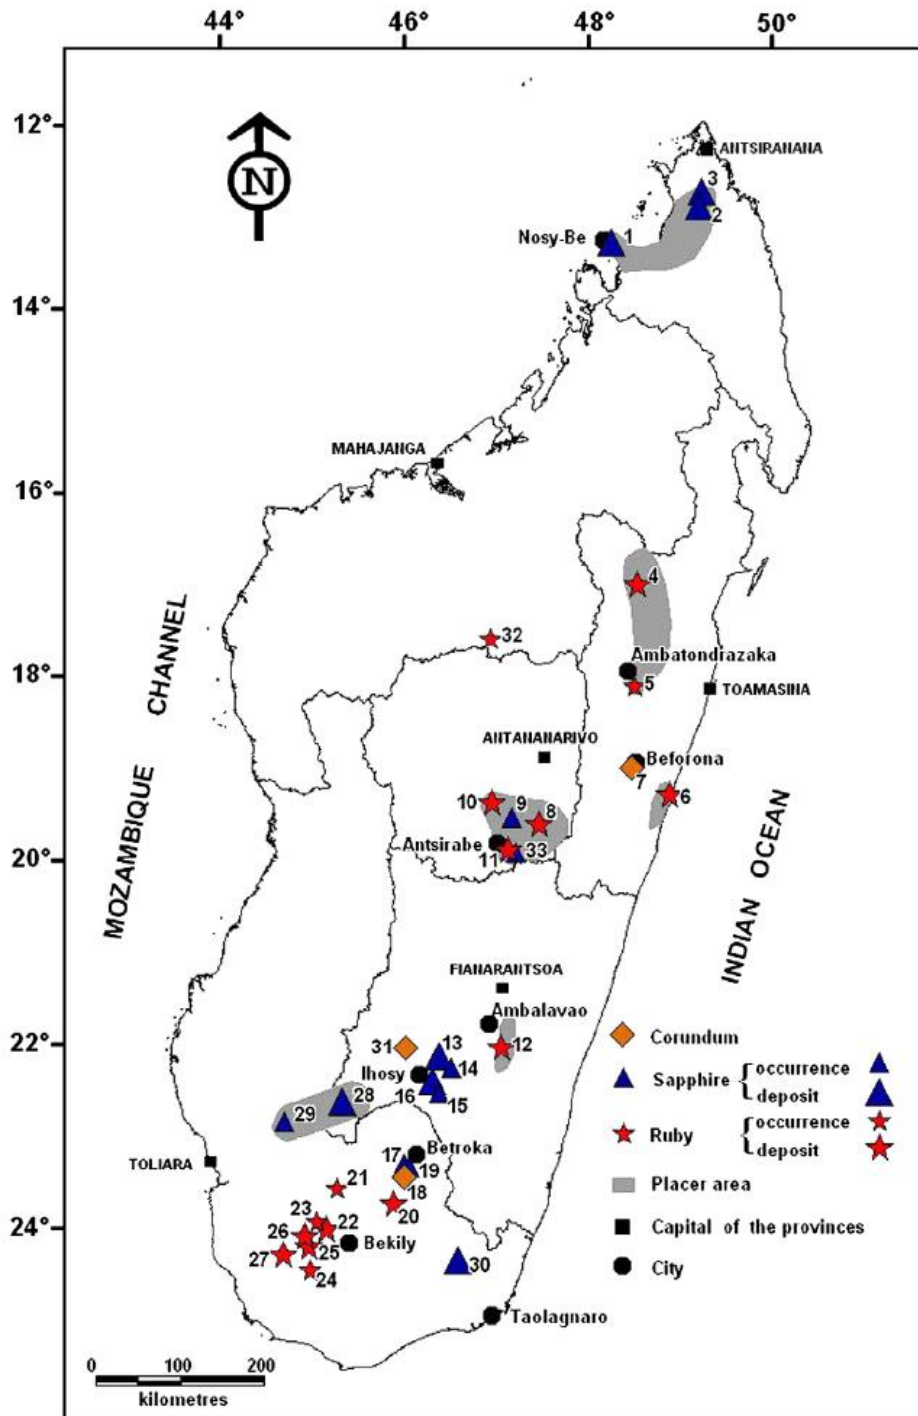 44° 46° 48° 50°
12°
ANTSIRANANA
N
3
2
Nosy-Be
1
14°
MAHAJANGA
16°
4
32
Ambatondrazaka
18°
5
TOAMASINA
MOZAMBIQUE CHANNEL
ANTANANARIVO
Beforona
7
6
10
9
8
Antsirabe
11
33
20°
INDIAN OCEAN
FIANARANTSOA
Ambalavao
22°
31
13
12
14
Ihosy
16
15
28
29
Corundum
Sapphire { occurrence
deposit
Ruby { occurrence
deposit
Placer area
Capital of the provinces
City
TOLIARA
17
Betroka
19
18
21
20
24°
23
22
26
25
Bekily
27
24
30
Taolagnaro
0 100 200
kilometres